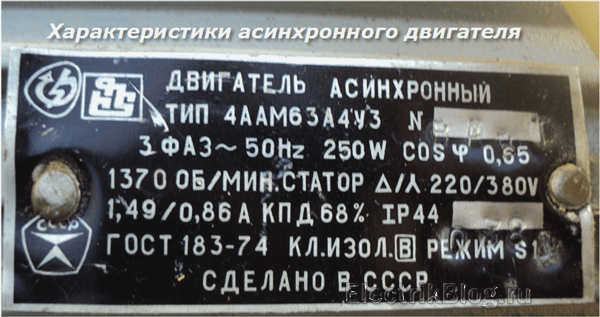 Характеристики асинхронного двигателя
ДВИГАТЕЛЬ АСИНХРОННЫЙ
ТИП 4ААМ63А4У3 N
3 ФАЗ~ 50Hz 250W COS φ 0,65
1370 ОБ/МИН.СТАТОР Δ/⅄ 220/380V
1,49/0,86А КПД 68% IP44
СССР
ГОСТ 183-74 КЛ.ИЗОЛ. B РЕЖИМ S1
СДЕЛАНО В СССР
ElectrikBlog.ru